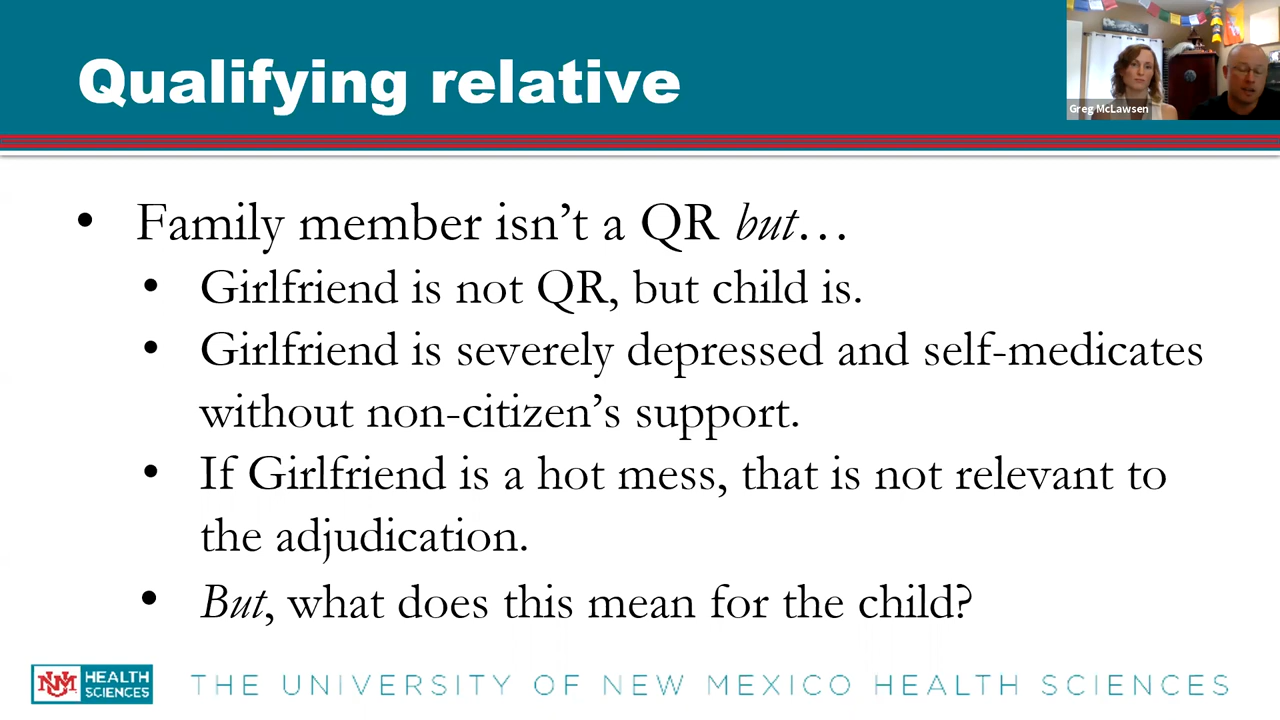 Qualifying relative
Greg McLawsen
• Family member isn’t a QR but…
• Girlfriend is not QR, but child is.
• Girlfriend is severely depressed and self-medicates
without non-citizen’s support.
• If Girlfriend is a hot mess, that is not relevant to
the adjudication.
• But, what does this mean for the child?
UNM HEALTH
SCIENCES
THE UNIVERSITY OF NEW MEXICO HEALTH SCIENCES